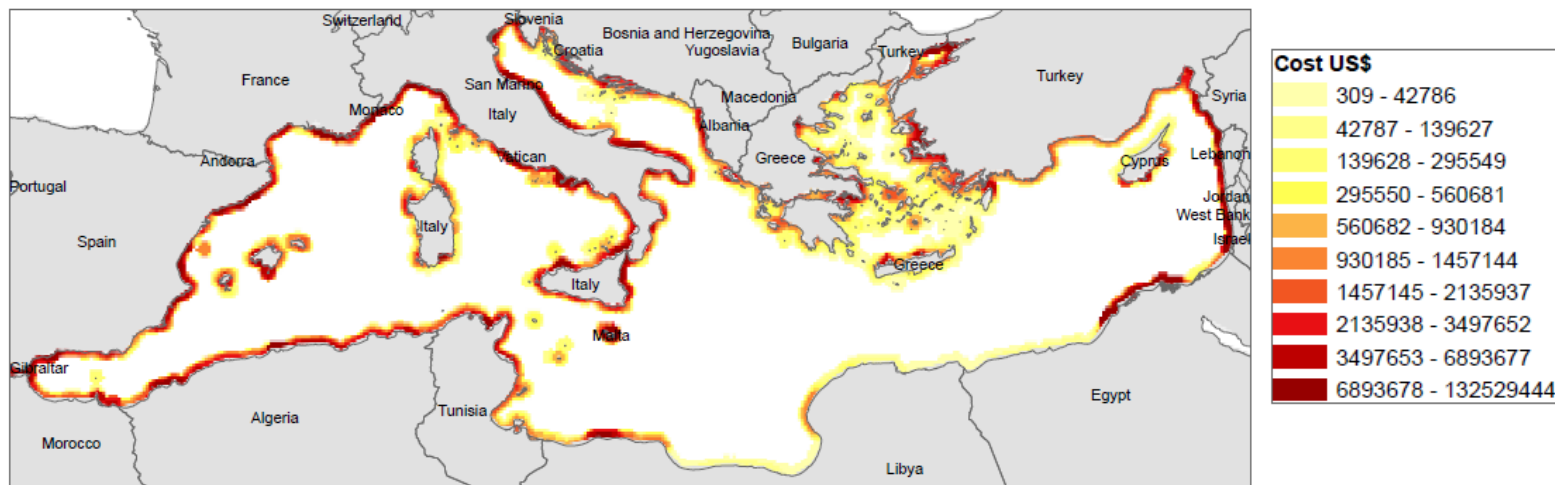 Switzerland
Slovenia
Bosnia and Herzegovina
Croatia
Yugoslavia
Bulgaria
Turkey
Turkey
France
San Marino
Monaco
Italy
Macedonia
Albania
Syria
Andorra
Vatican
Greece
Cyprus
Lebanon
Portugal
Jordan
West Bank
Spain
Italy
Israel
Greece
Italy
Malta
Gibraltar
Egypt
Algeria
Tunisia
Morocco
Libya
Cost US$
309 - 42786
42787 - 139627
139628 - 295549
295550 - 560681
560682 - 930184
930185 - 1457144
1457145 - 2135937
2135938 - 3497652
3497653 - 6893677
6893678 - 132529444